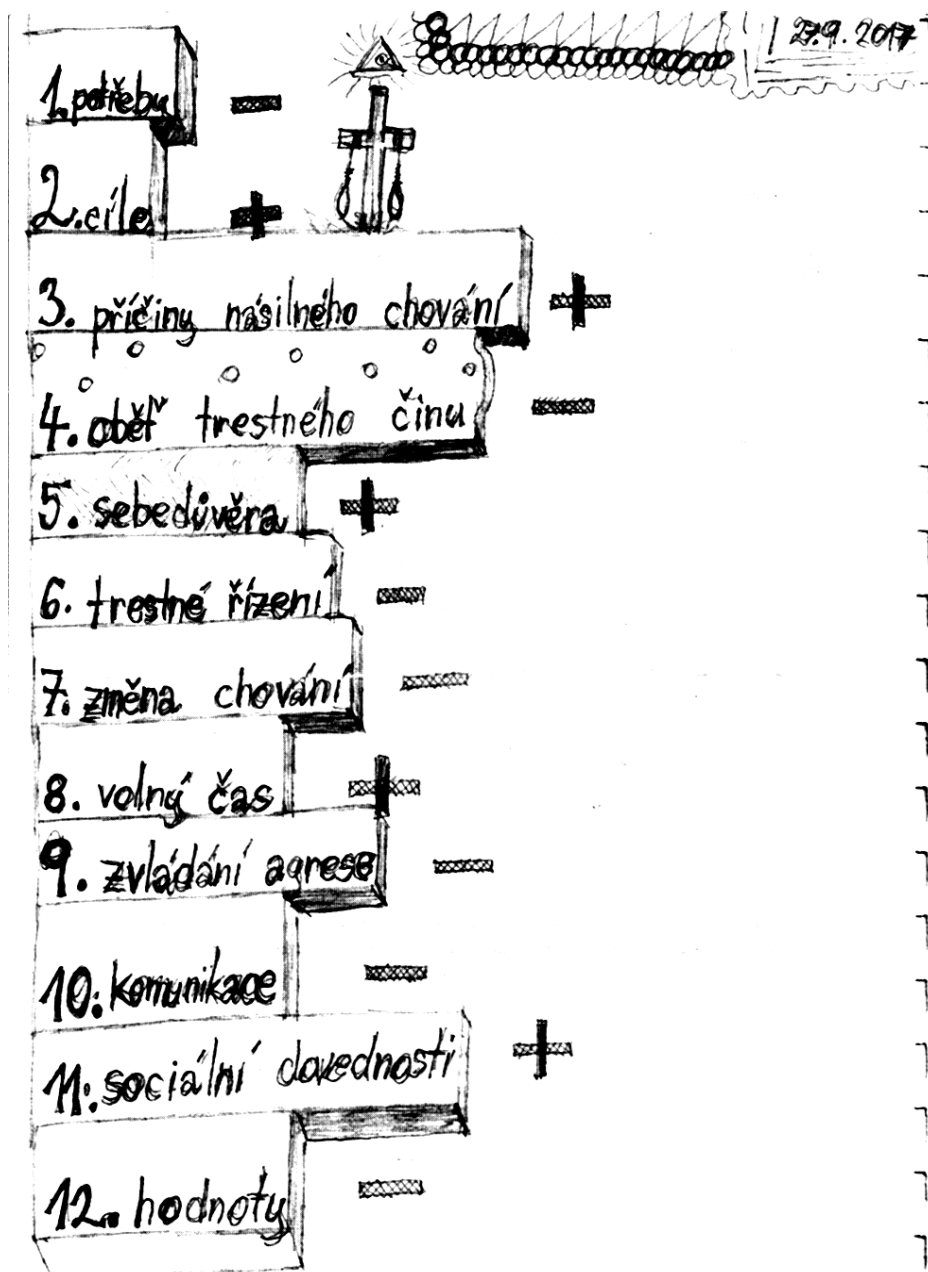 27.9.2017
1. potřeby -
2. cíle +
3. příčiny násilného chování +
4. oběť trestného činu -
5. sebedůvěra +
6. trestné řízení -
7. změna chování -
8. volný čas +
9. zvládání agrese -
10. komunikace -
11. sociální dovednosti +
12. hodnoty -